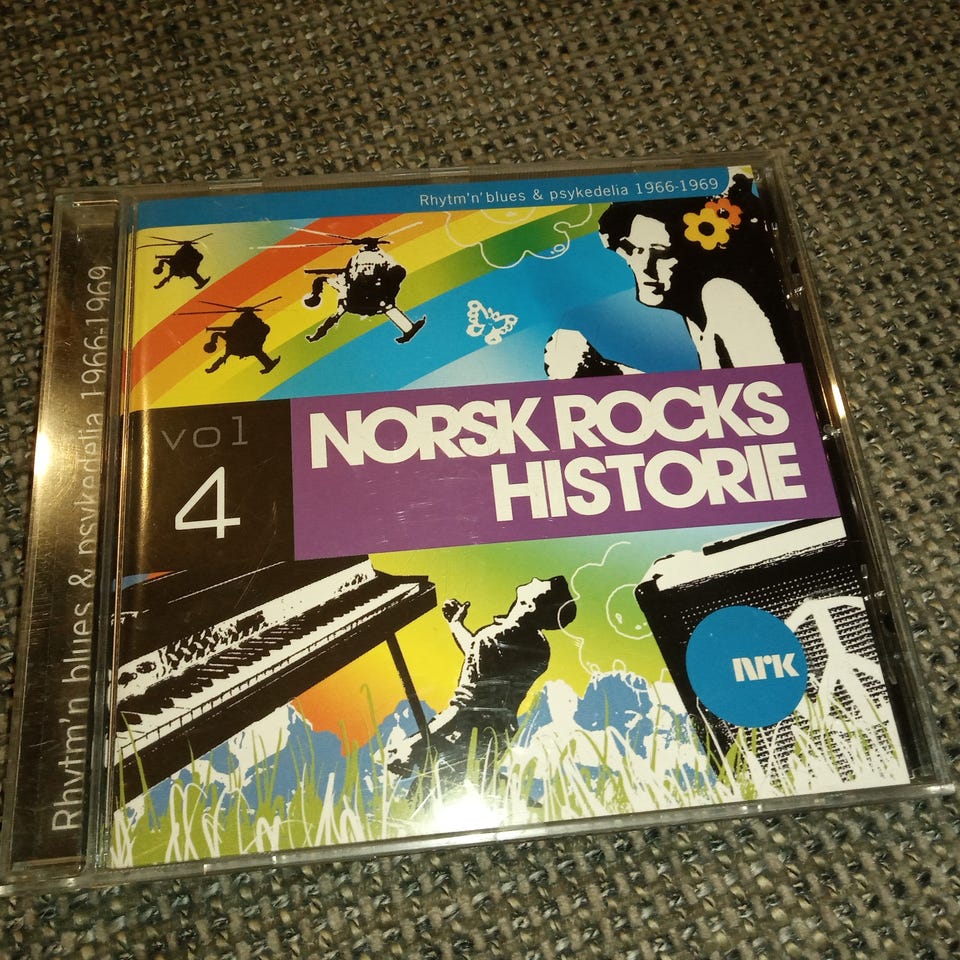 Rhytm'n'blues & psykedelia 1966-1969
vol
4
NORSK ROCKS
HISTORIE
nrk
Rhytm'n blues & psykedelia 1966-1969